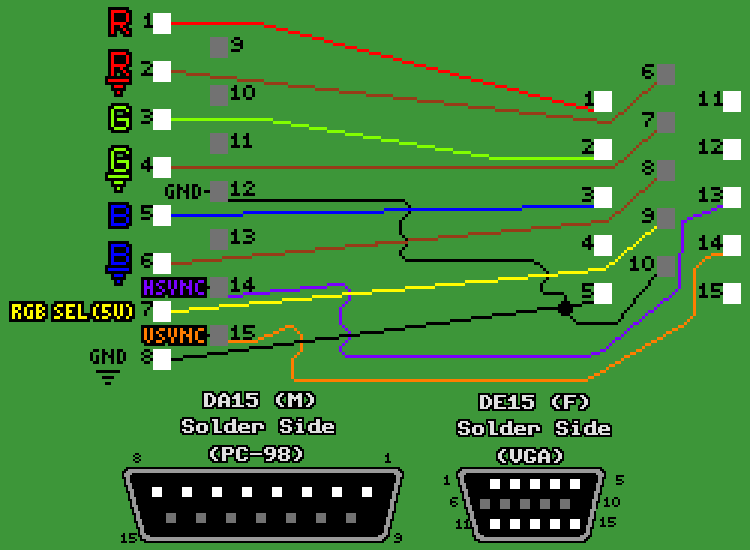 R 1
9
R 2
10
G 3
11
G 4
GND- 12
B 5
13
B 6
HSYNC 14
RGB SEL(5V) 7
VSYNC 15
GND 8
1
2
3
4
5
6
7
8
9
10
11
12
13
14
15
DA15 (M)
Solder Side
(PC-98)
8 1
15 9
DE15 (F)
Solder Side
(VGA)
1 5
6 10
11 15